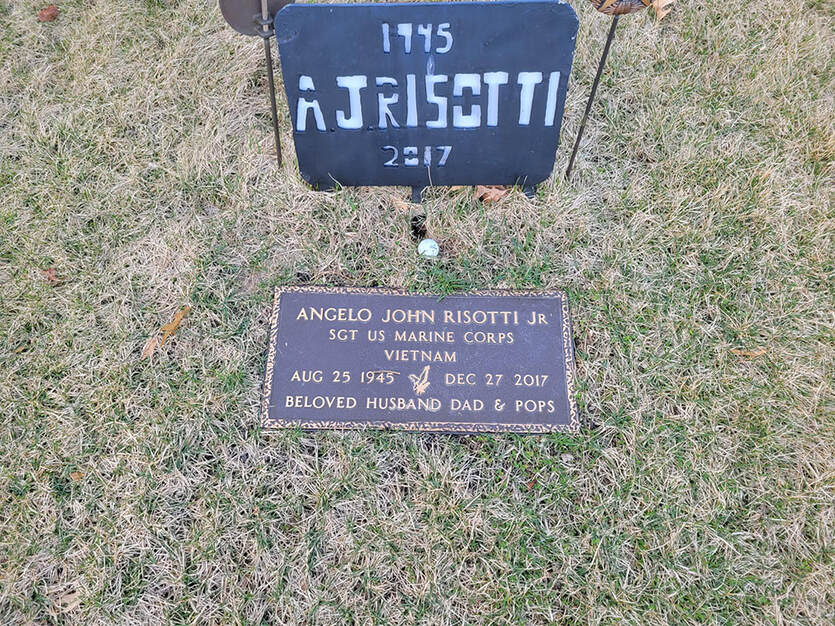 1945
A.J.RISOTTI
2017
ANGELO JOHN RISOTTI JR
SGT US MARINE CORPS
VIETNAM
AUG 25 1945 DEC 27 2017
BELOVED HUSBAND DAD & POPS